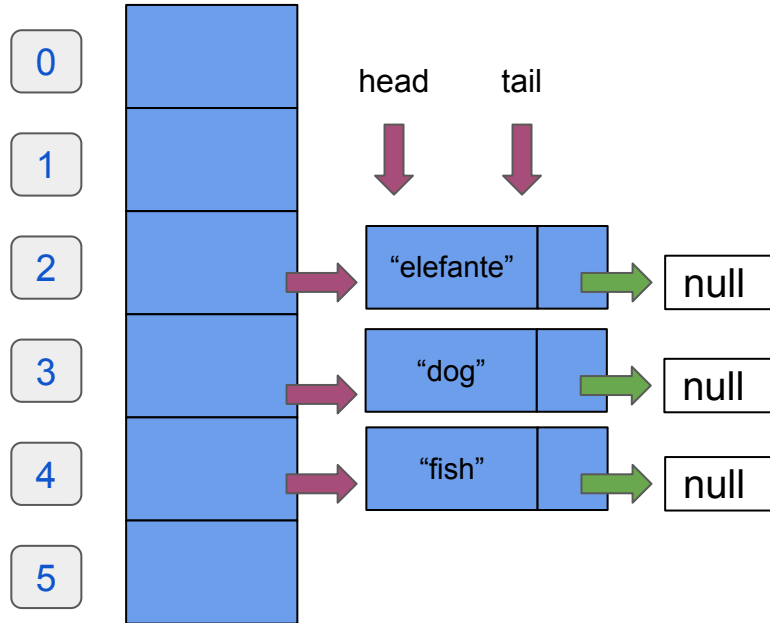 0
head tail
1
2
“elefante”
null
3
“dog”
null
4
“fish”
null
5